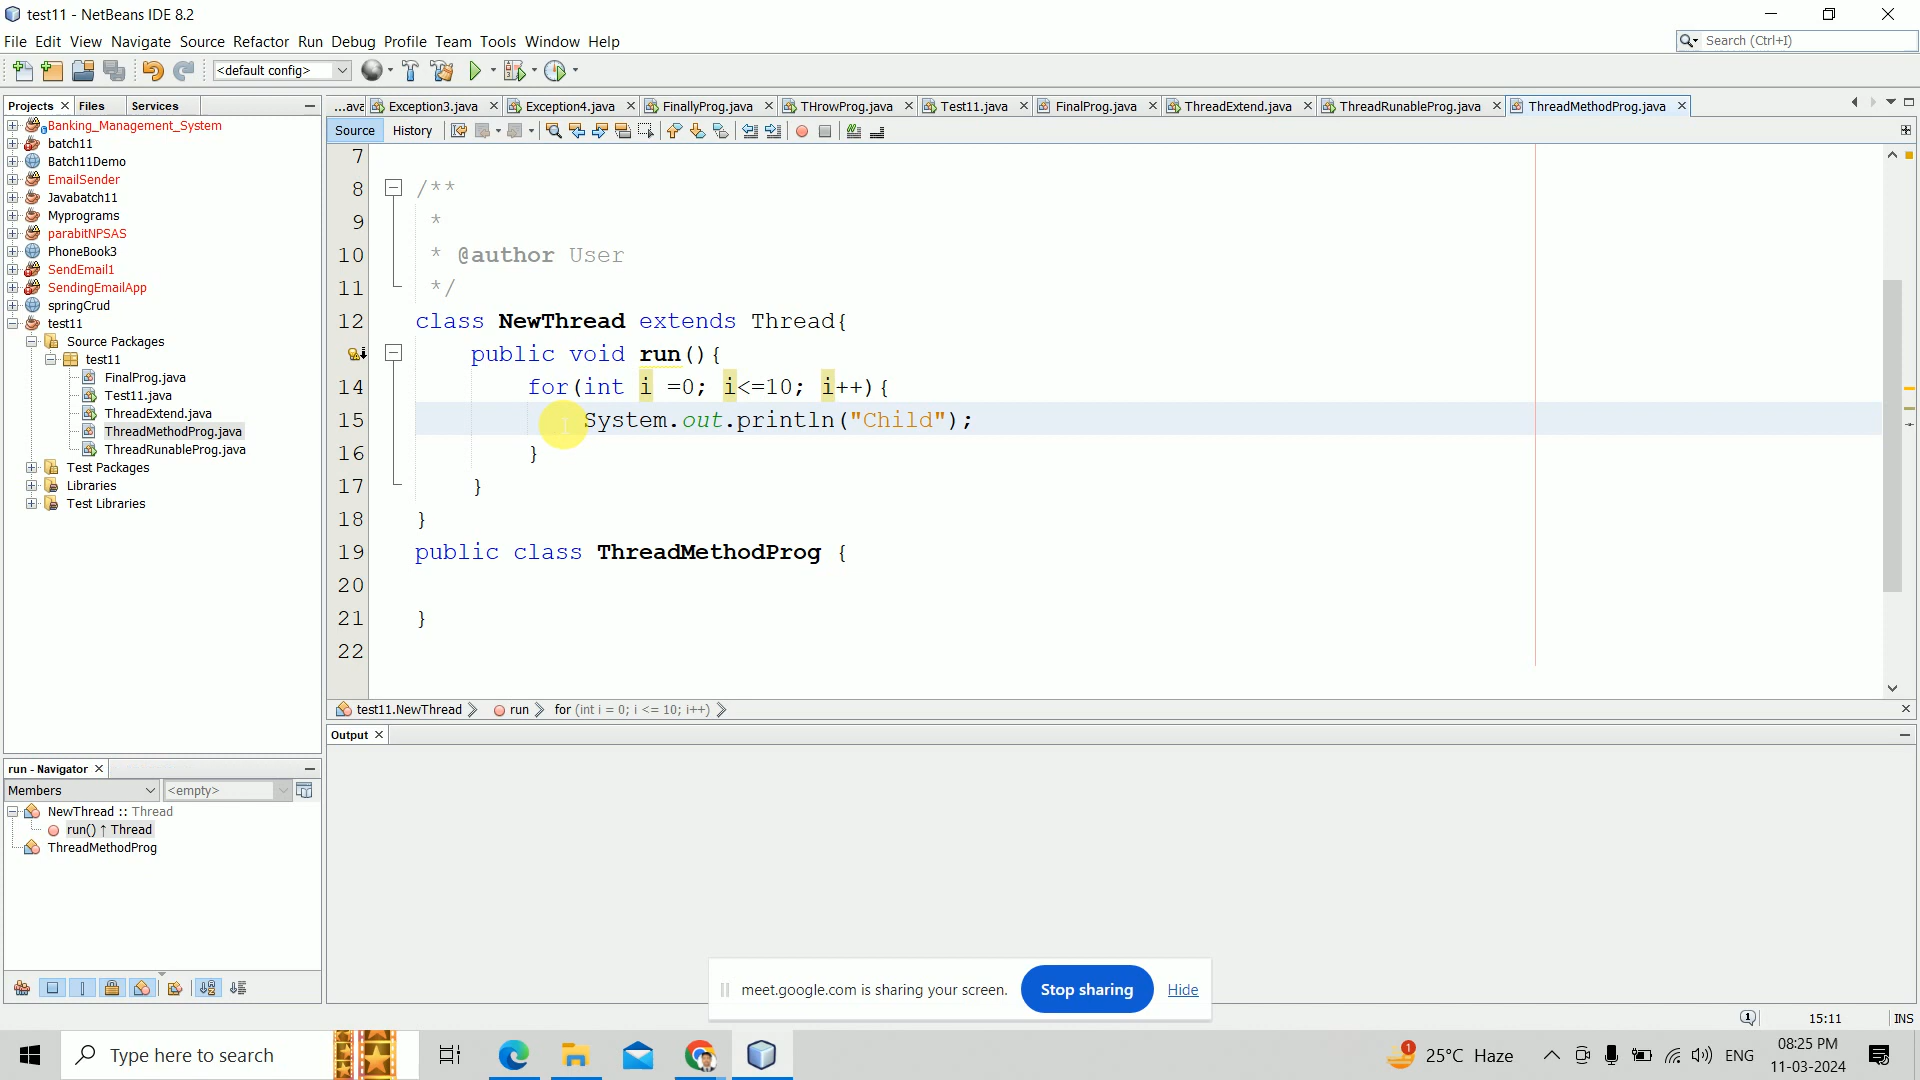 test11 - NetBeans IDE 8.2
File Edit View Navigate Source Refactor Run Debug Profile Team Tools Window Help
Search (Ctrl+I)
<default config>
Projects Files Services
...ava Exception3.java Exception4.java FinallyProg.java THrowProg.java Test11.java FinalProg.java ThreadExtend.java ThreadRunableProg.java ThreadMethodProg.java
Source History
Banking_Management_System
batch11
Batch11Demo
EmailSender
Javabatch11
Myprograms
parabitNPSAS
PhoneBook3
SendEmail1
SendingEmailApp
springCrud
test11
Source Packages
test11
FinalProg.java
Test11.java
ThreadExtend.java
ThreadMethodProg.java
ThreadRunableProg.java
Test Packages
Libraries
Test Libraries
7
8 /**
9 *
10 * @author User
11 */
12 class NewThread extends Thread{
public void run(){
14 for(int i =0; i<=10; i++){
15 System.out.println("Child");
16 }
17 }
18 }
19 public class ThreadMethodProg {
20
21 }
22
test11.NewThread run for (int i = 0; i <= 10; i++)
Output
run - Navigator
Members <empty>
NewThread :: Thread
run() ↑ Thread
ThreadMethodProg
meet.google.com is sharing your screen. Stop sharing Hide
15:11 INS
Type here to search
1 25°C Haze ENG 08:25 PM
11-03-2024